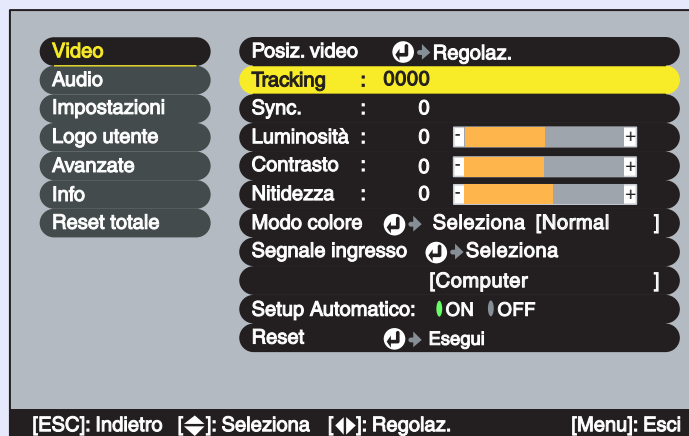 Video
Audio
Impostazioni
Logo utente
Avanzate
Info
Reset totale
Posiz. video Regolaz.
Tracking : 0000
Sync. : 0
Luminosità : 0 - +
Contrasto : 0 - +
Nitidezza : 0 - +
Modo colore Seleziona [Normal ]
Segnale ingresso Seleziona
[Computer ]
Setup Automatico: ON OFF
Reset Esegui
[ESC]: Indietro [ ]: Seleziona [ ]: Regolaz. [Menu]: Esci